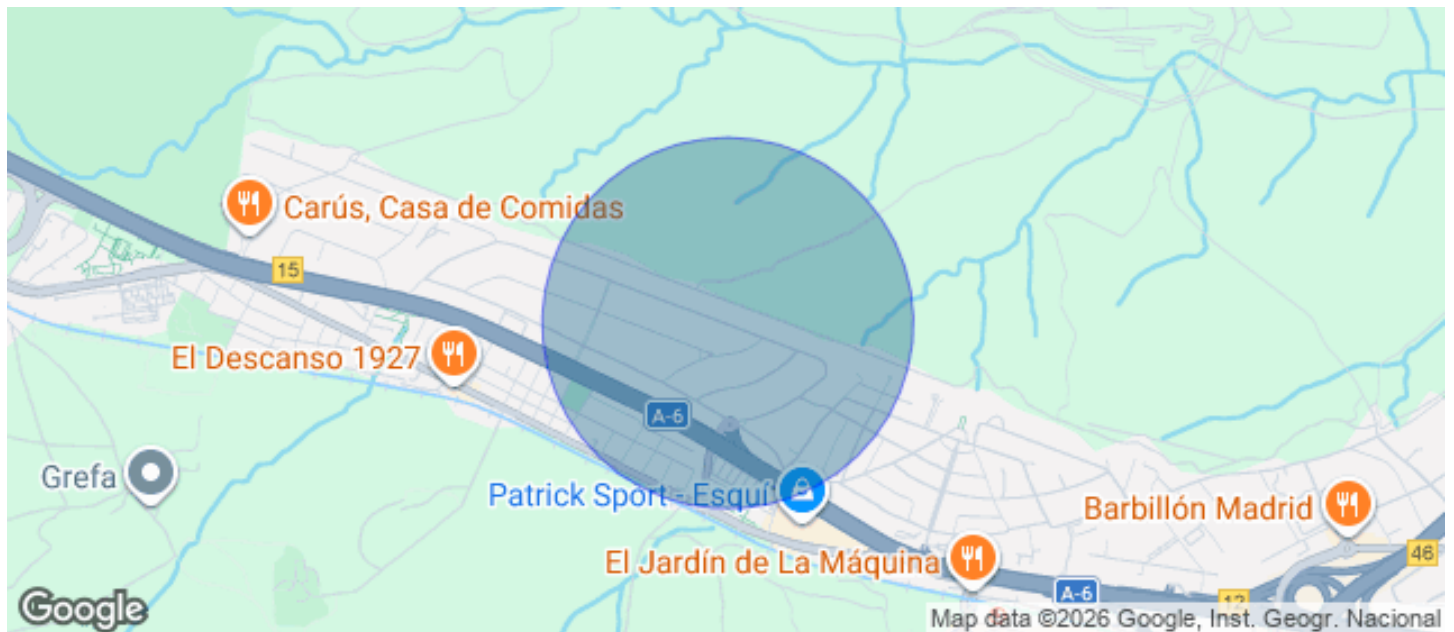 Carús, Casa de Comidas
15
El Descanso 1927
A-6
Grefa
Patrick Sport - Esquí
Barbillón Madrid
El Jardín de La Máquina
46
A-6
12
Google
Map data ©2026 Google, Inst. Geogr. Nacional